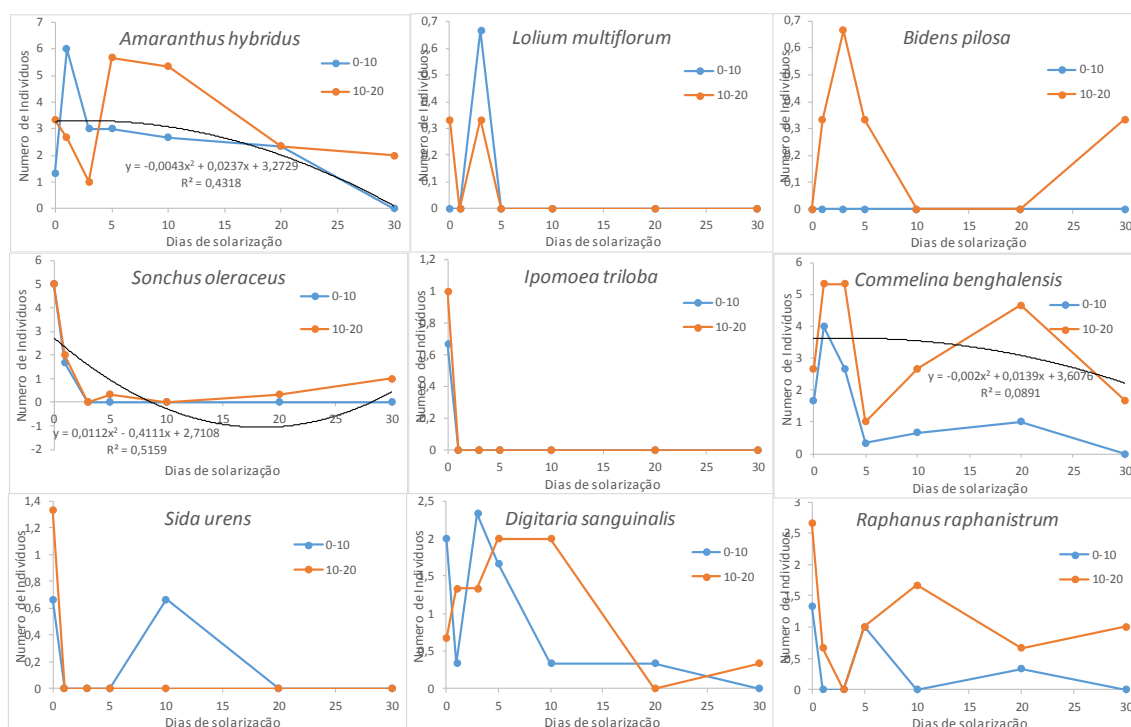 Amaranthus hybridus
Numero de Indivíduos
7
6
5
4
3
2
1
0
0-10
10-20
y = -0,0043x² + 0,0237x + 3,2729
R² = 0,4318
0 5 10 15 20 25 30
Dias de solarização
Lolium multiflorum
Numero de Indivíduos
0,7
0,6
0,5
0,4
0,3
0,2
0,1
0
0-10
10-20
0 5 10 15 20 25 30
Dias de solarização
Bidens pilosa
Numero de Indivíduos
0,7
0,6
0,5
0,4
0,3
0,2
0,1
0
0-10
10-20
0 5 10 15 20 25 30
Dias de solarização
Sonchus oleraceus
Numero de Indivíduos
6
5
4
3
2
1
0
-1
-2
0-10
10-20
0 5 10 15 20 25 30
y = 0,0112x² - 0,4111x + 2,7108
R² = 0,5159
Dias de solarização
Ipomoea triloba
Numero de Indivíduos
1,2
1
0,8
0,6
0,4
0,2
0
0-10
10-20
0 5 10 15 20 25 30
Dias de solarização
Commelina benghalensis
Numero de Indivíduos
6
5
4
3
2
1
0
0-10
10-20
y = -0,002x² + 0,0139x + 3,6076
R² = 0,0891
0 5 10 15 20 25 30
Dias de solarização
Sida urens
Numero de Indivíduos
1,4
1,2
1
0,8
0,6
0,4
0,2
0
0-10
10-20
0 5 10 15 20 25 30
Dias de solarização
Digitaria sanguinalis
Numero de Indivíduos
2,5
2
1,5
1
0,5
0
0-10
10-20
0 5 10 15 20 25 30
Dias de solarização
Raphanus raphanistrum
Numero de Indivíduos
3
2,5
2
1,5
1
0,5
0
0-10
10-20
0 5 10 15 20 25 30
Dias de solarização